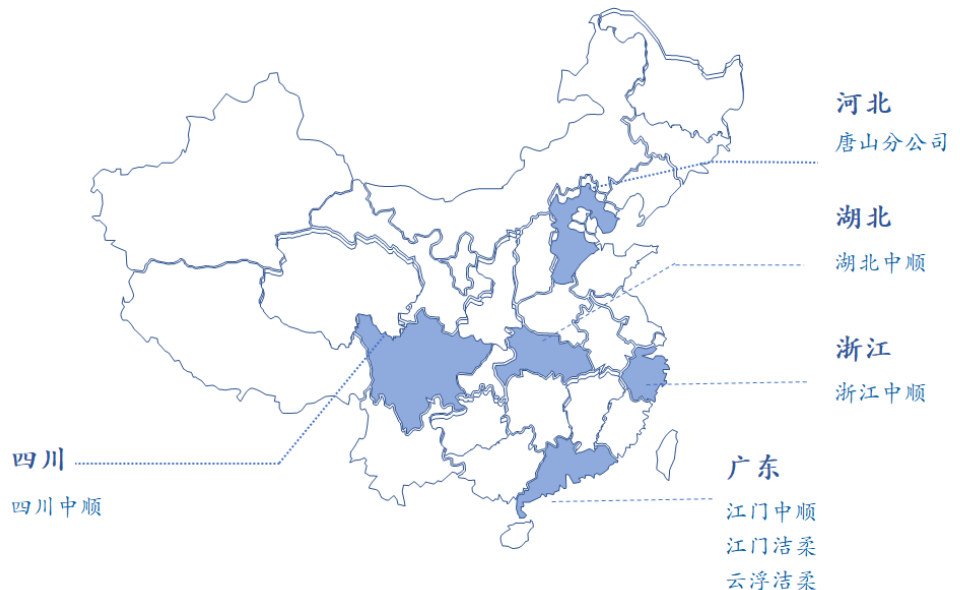 河北
唐山分公司
湖北
湖北中顺
浙江
浙江中顺
四川
四川中顺
广东
江门中顺
江门洁柔
云浮洁柔